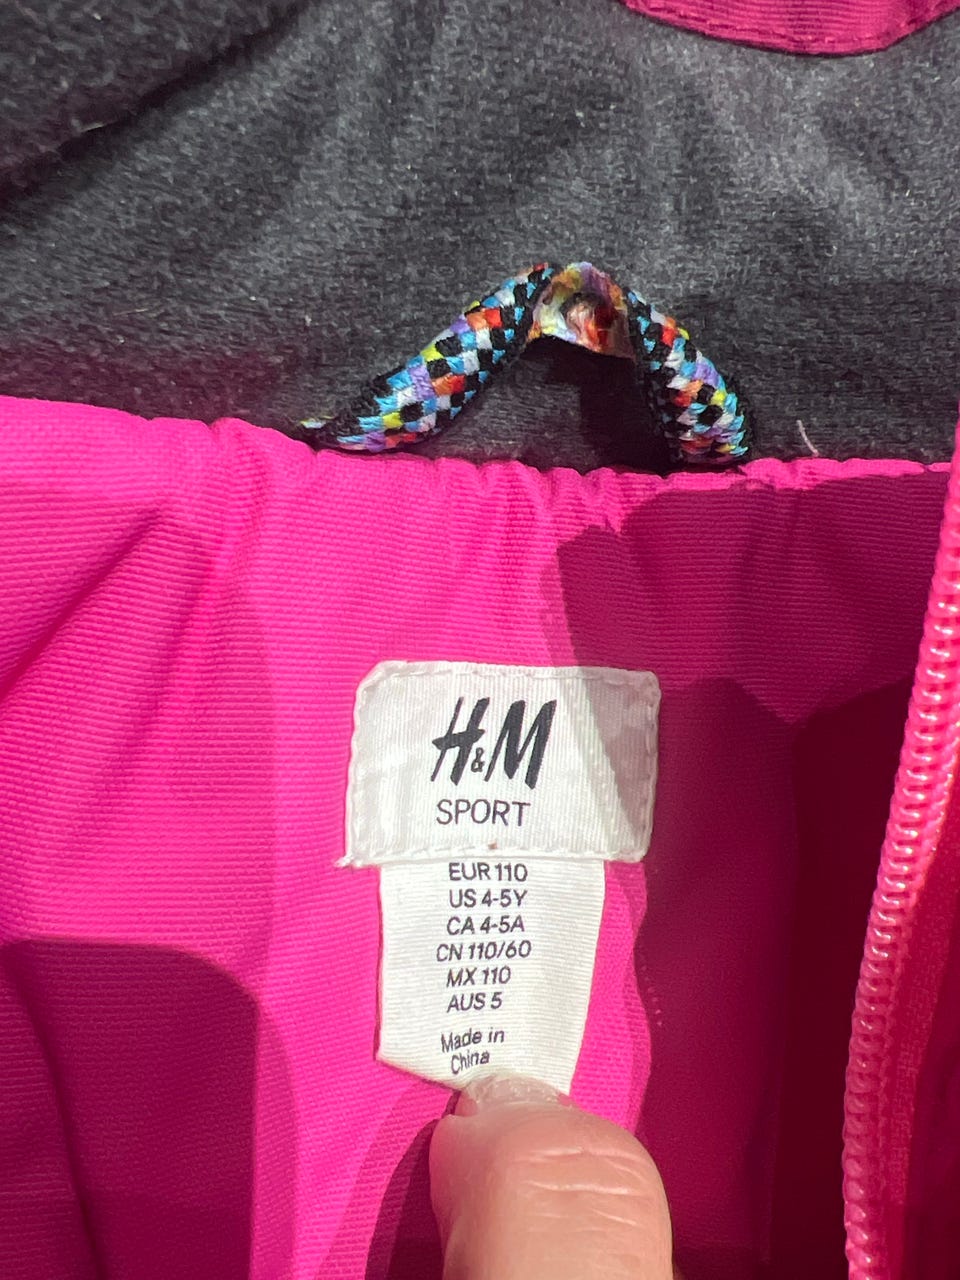 H&M
SPORT
EUR 110
US 4-5Y
CA 4-5A
CN 110/60
MX 110
AUS 5
Made in
China